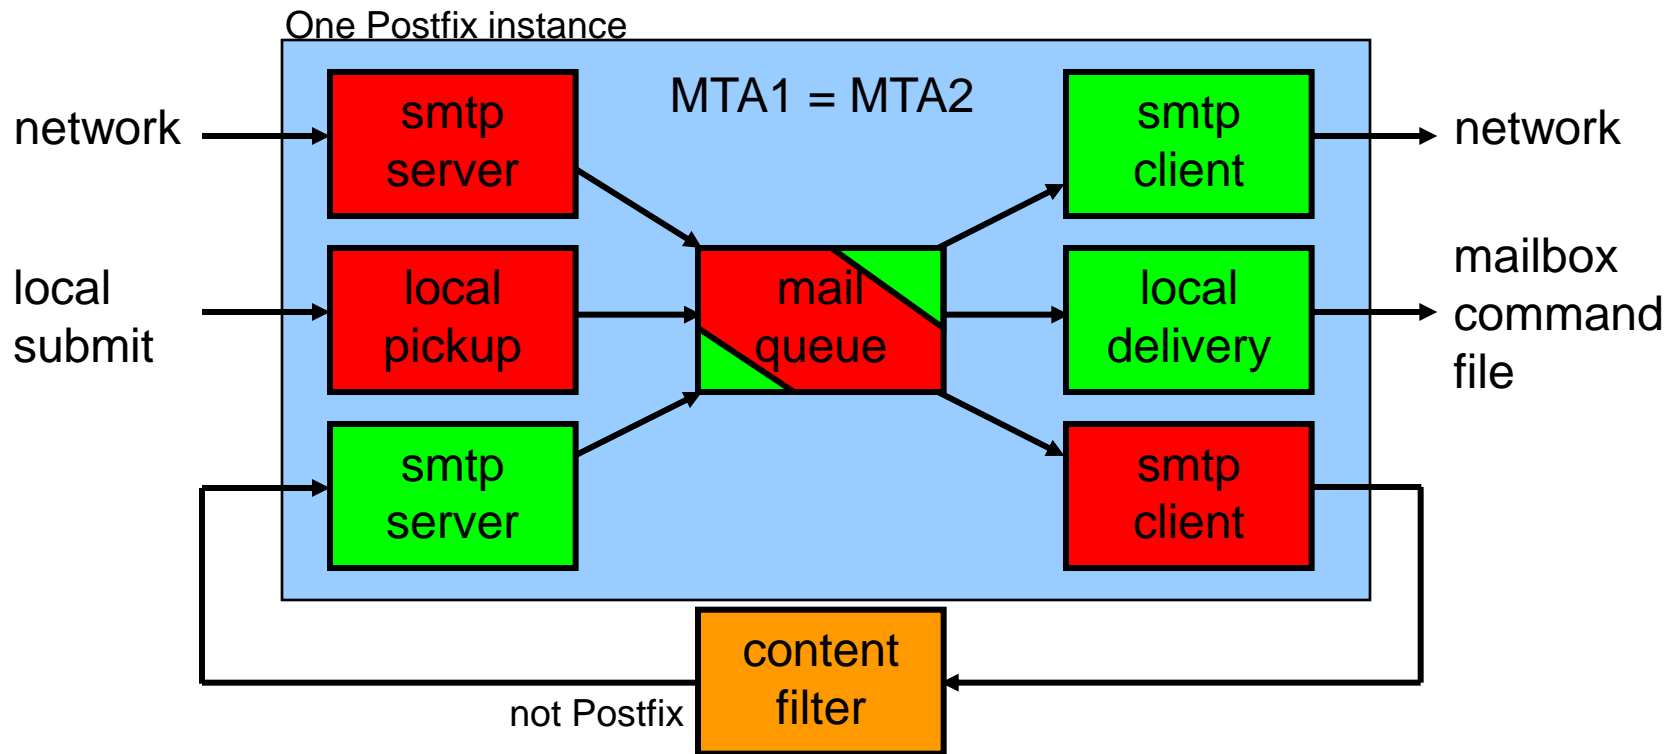 One Postfix instance
MTA1 = MTA2
network
smtp
server
smtp
client
network
local
submit
local
pickup
mail
queue
local
delivery
mailbox
command
file
smtp
server
smtp
client
content
filter
not Postfix